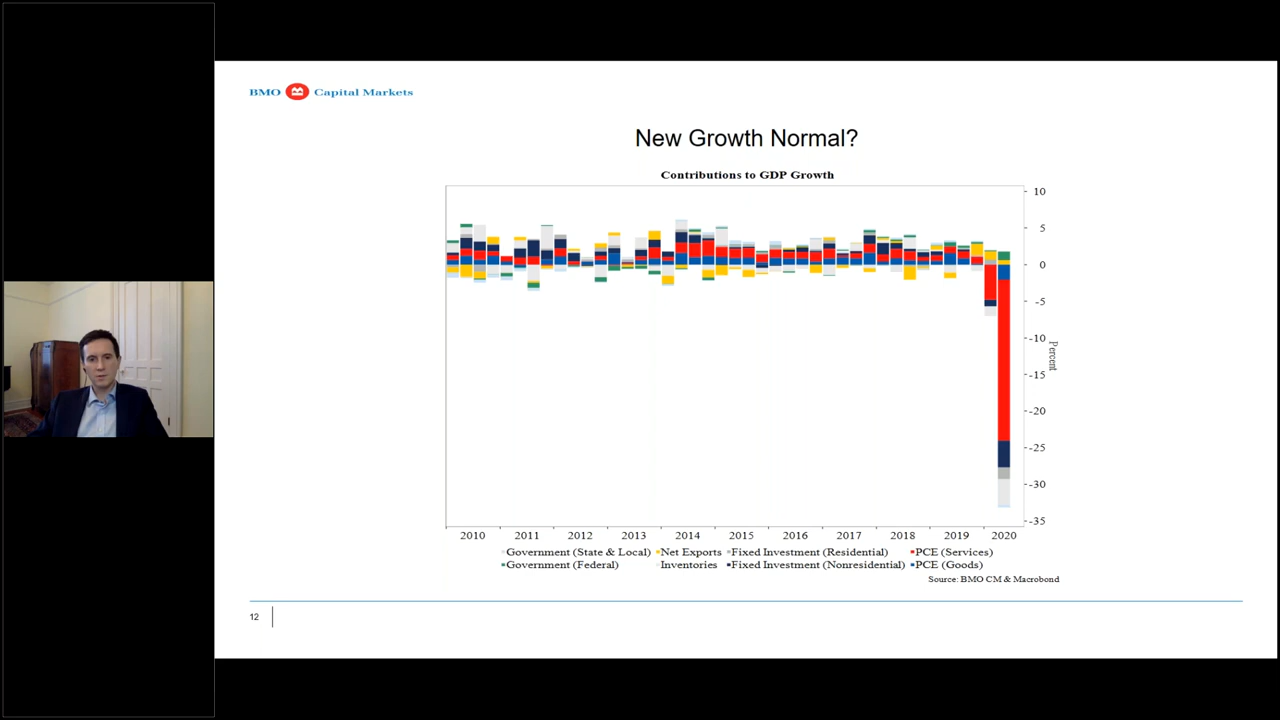 BMO Capital Markets
New Growth Normal?
Contributions to GDP Growth
10
5
0
-5
-10
-15
-20
-25
-30
-35
Percent
2010 2011 2012 2013 2014 2015 2016 2017 2018 2019 2020
Government (State & Local) Net Exports Fixed Investment (Residential) PCE (Services)
Government (Federal) Inventories Fixed Investment (Nonresidential) PCE (Goods)
Source: BMO CM & Macrobond
12